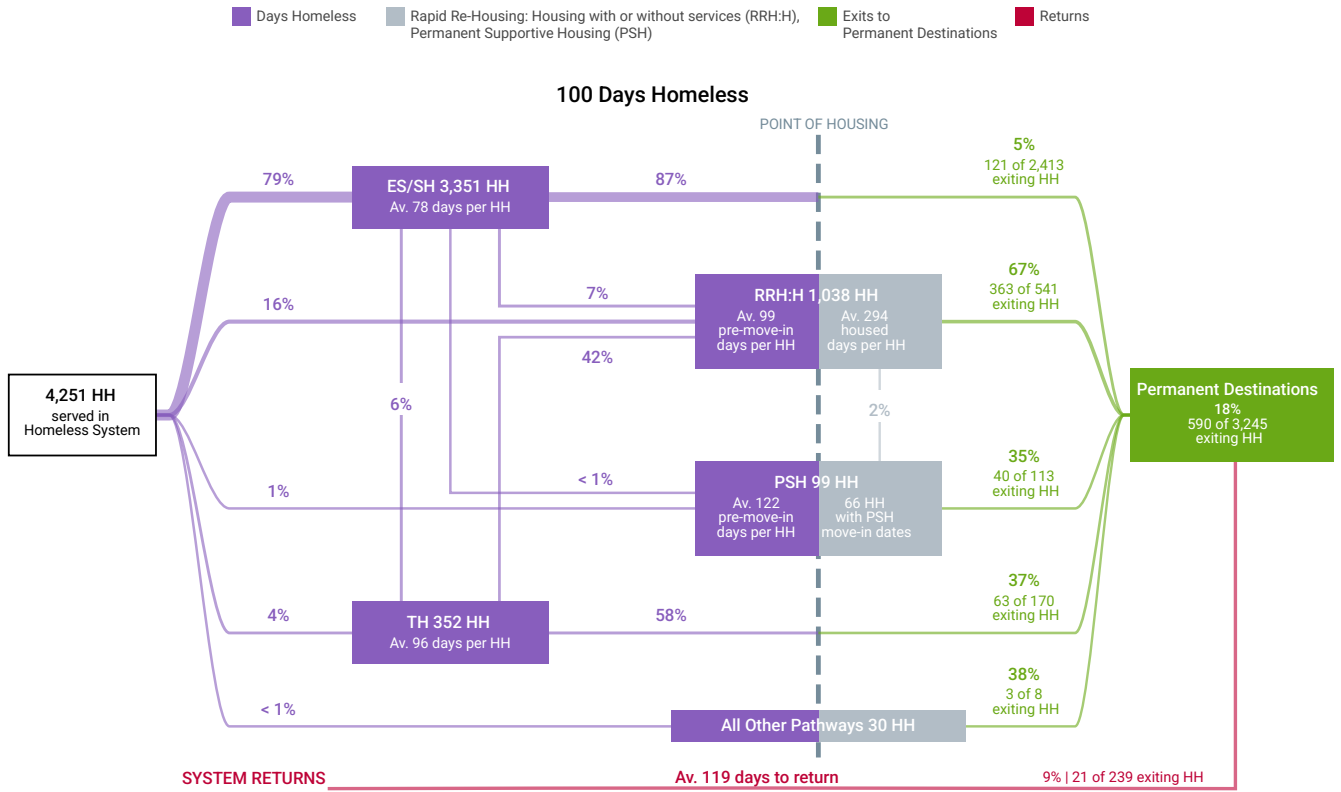 Days Homeless
Rapid Re-Housing: Housing with or without services (RRH:H),
Permanent Supportive Housing (PSH)
Exits to
Permanent Destinations
Returns
100 Days Homeless
POINT OF HOUSING
79%
ES/SH 3,351 HH
Av. 78 days per HH
87%
5%
121 of 2,413
exiting HH
16%
7%
RRH:H 1,038 HH
Av. 99
pre-move-in
days per HH
Av. 294
housed
days per HH
67%
363 of 541
exiting HH
42%
6%
2%
4,251 HH
served in
Homeless System
Permanent Destinations
18%
590 of 3,245
exiting HH
1%
< 1%
PSH 99 HH
Av. 122
pre-move-in
days per HH
66 HH
with PSH
move-in dates
35%
40 of 113
exiting HH
4%
TH 352 HH
Av. 96 days per HH
58%
37%
63 of 170
exiting HH
< 1%
All Other Pathways 30 HH
38%
3 of 8
exiting HH
SYSTEM RETURNS
Av. 119 days to return
9% | 21 of 239 exiting HH